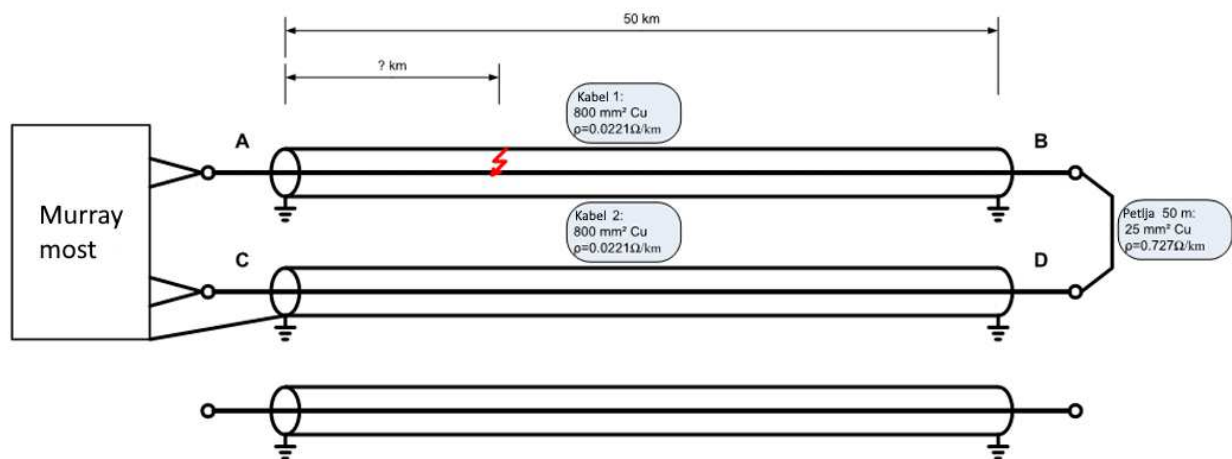 50 km
? km
Kabel 1:
800 mm² Cu
ρ=0.0221Ω/km
A
B
Murray
most
Kabel 2:
800 mm² Cu
ρ=0.0221Ω/km
Petlja 50 m:
25 mm² Cu
ρ=0.727Ω/km
C
D